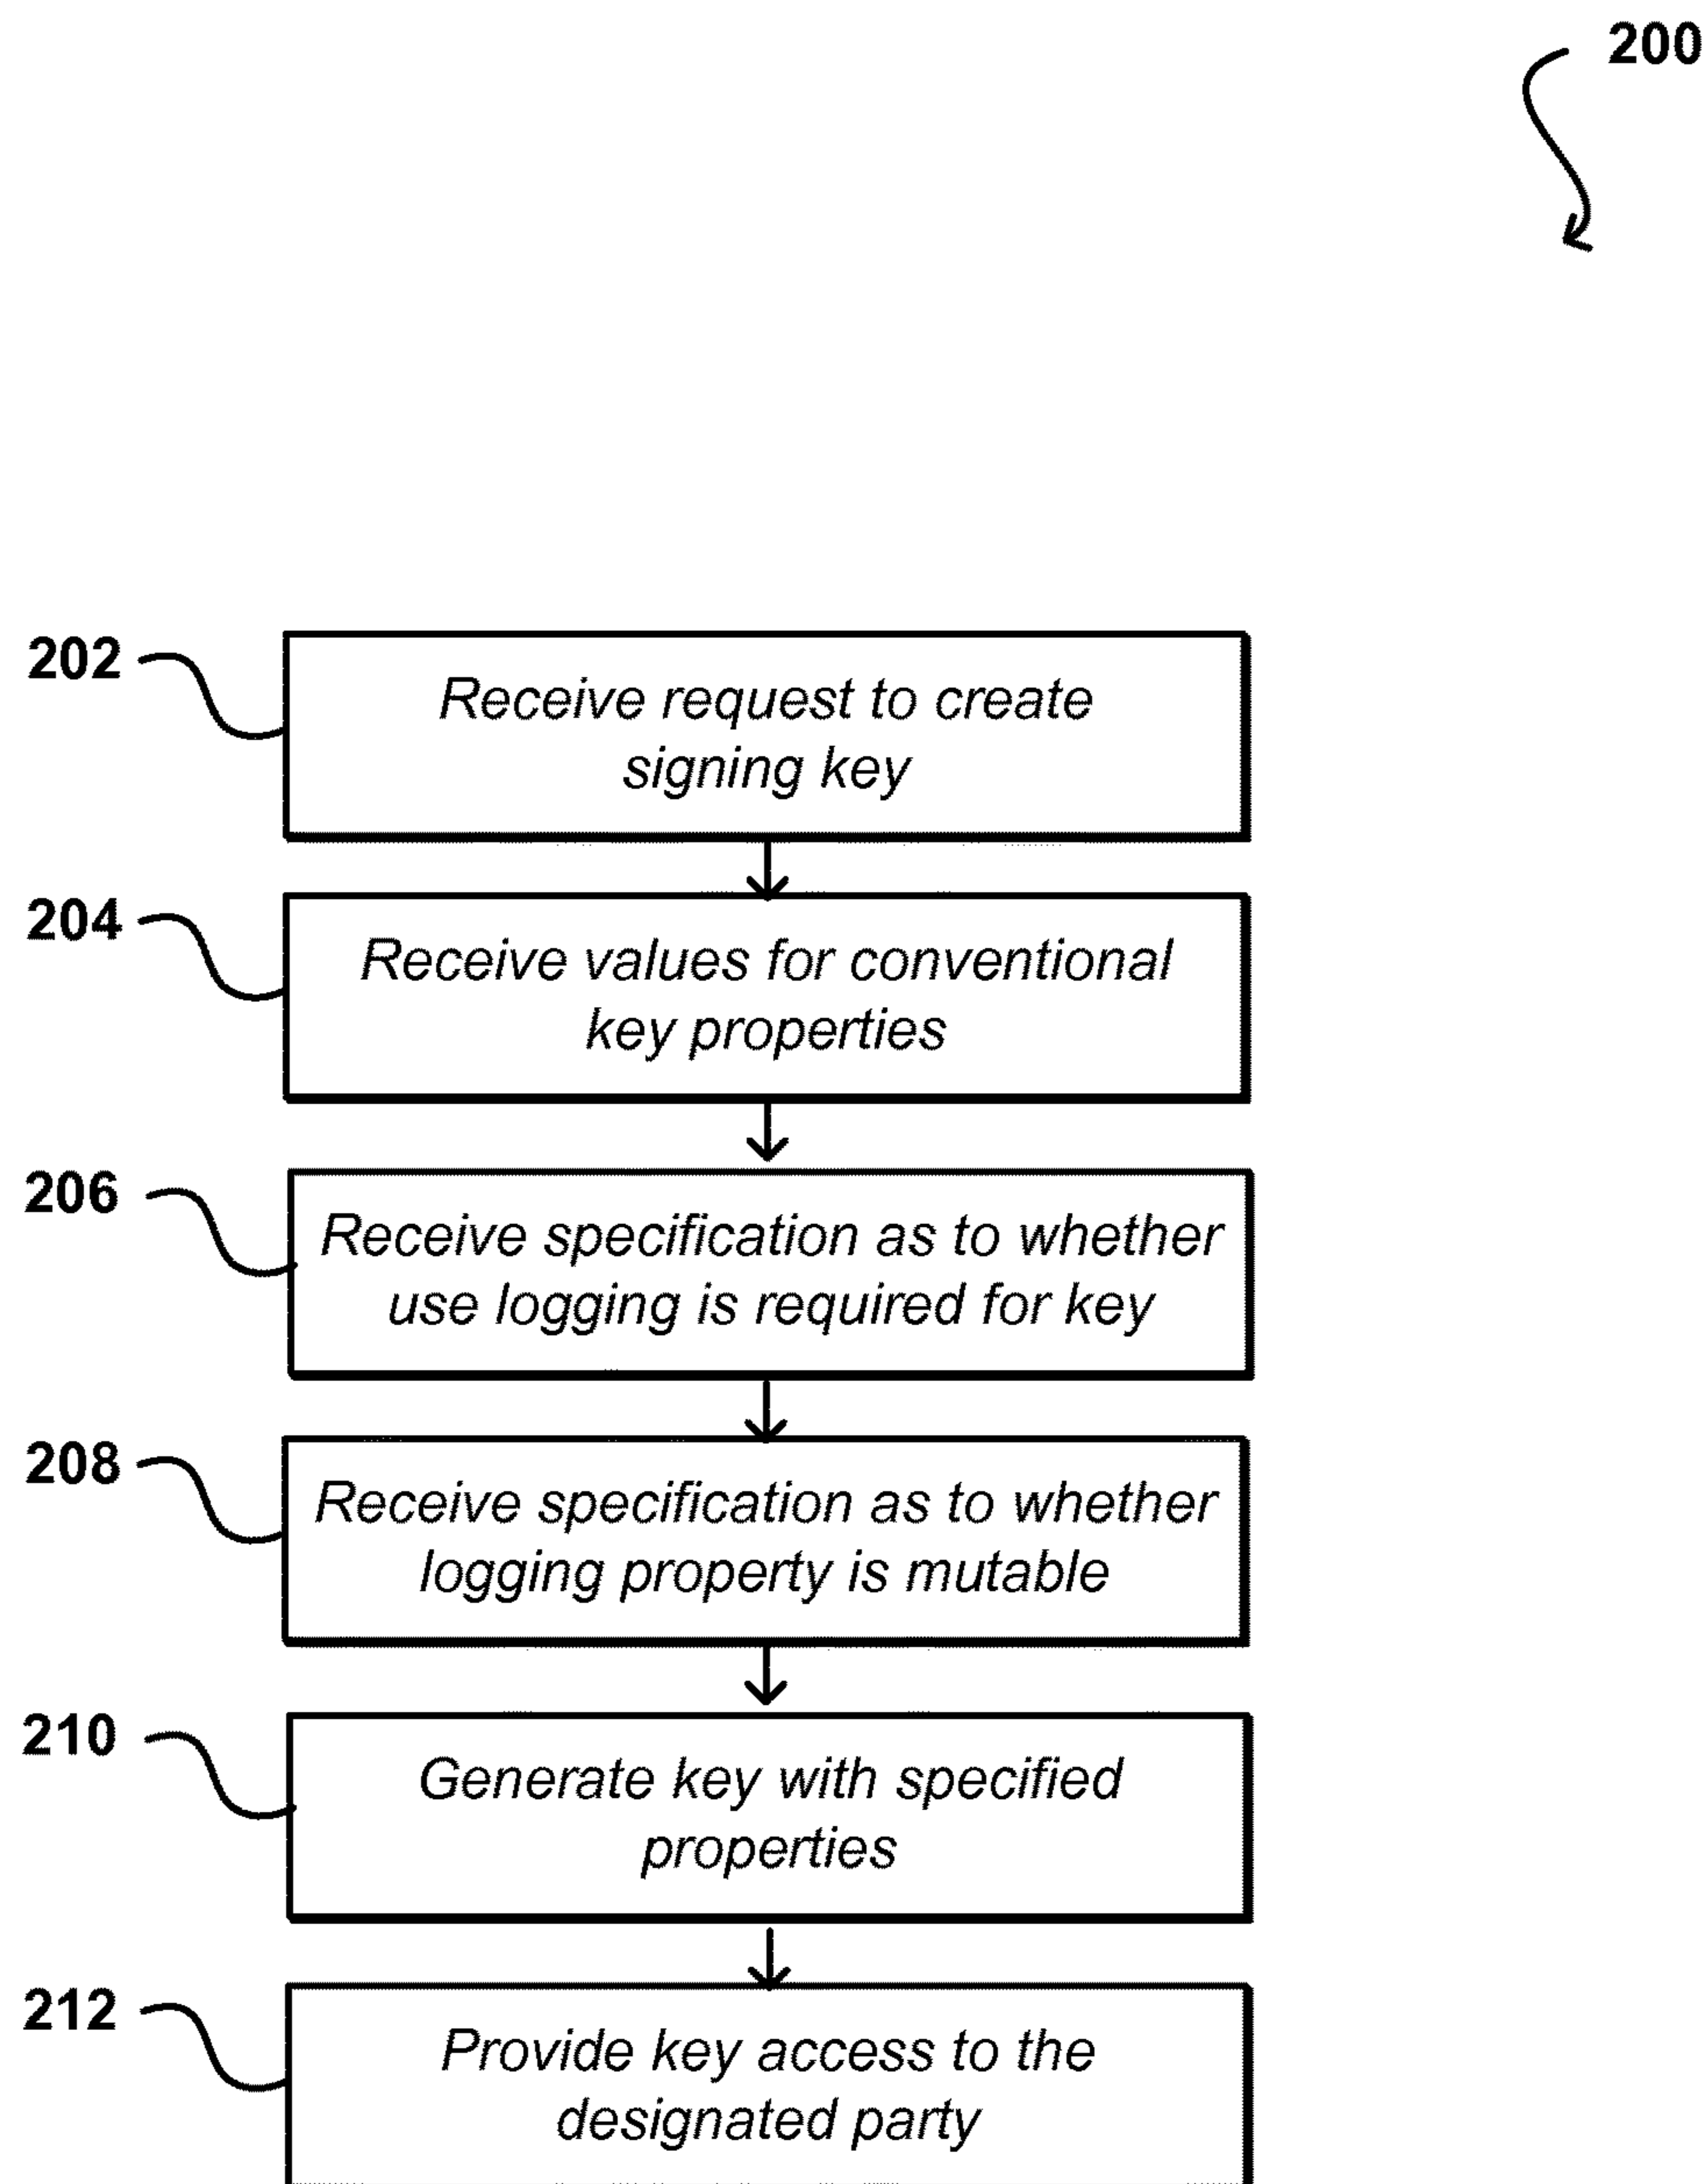 200
202
Receive request to create
signing key
204
Receive values for conventional
key properties
206
Receive specification as to whether
use logging is required for key
208
Receive specification as to whether
logging property is mutable
210
Generate key with specified
properties
212
Provide key access to the
designated party